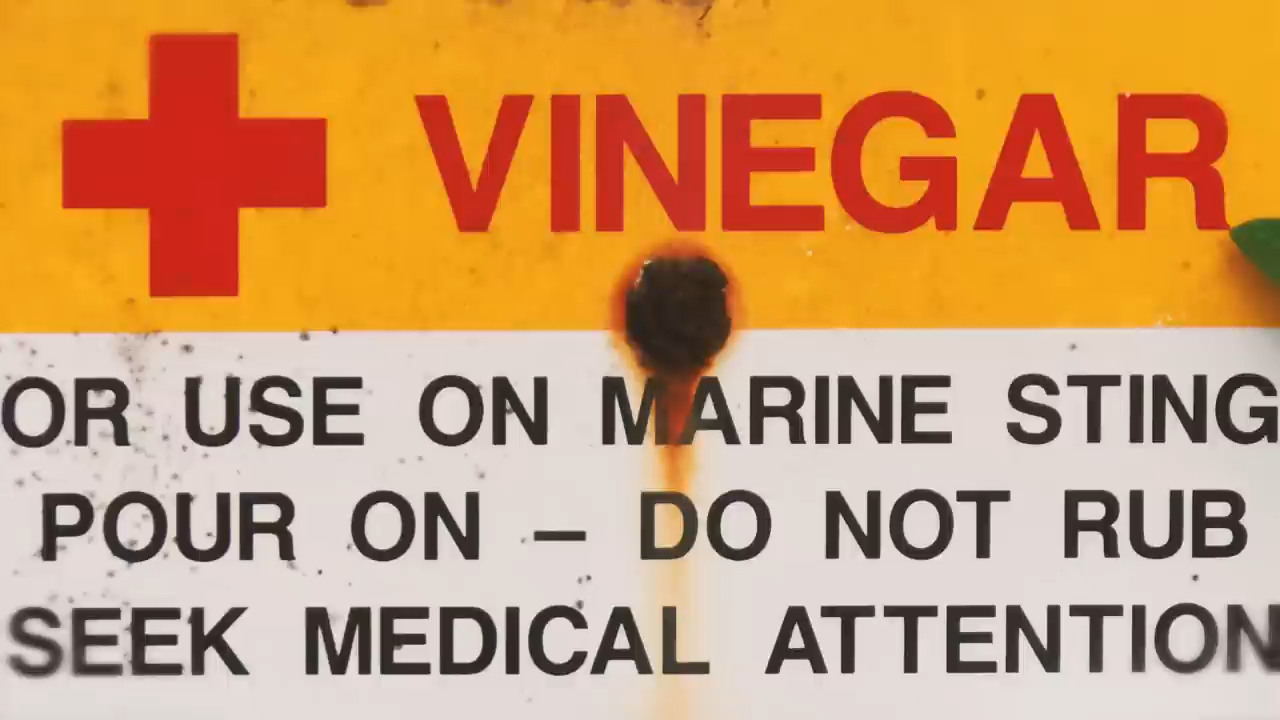 VINEGAR
OR USE ON MARINE STING
POUR ON – DO NOT RUB
SEEK MEDICAL ATTENTION